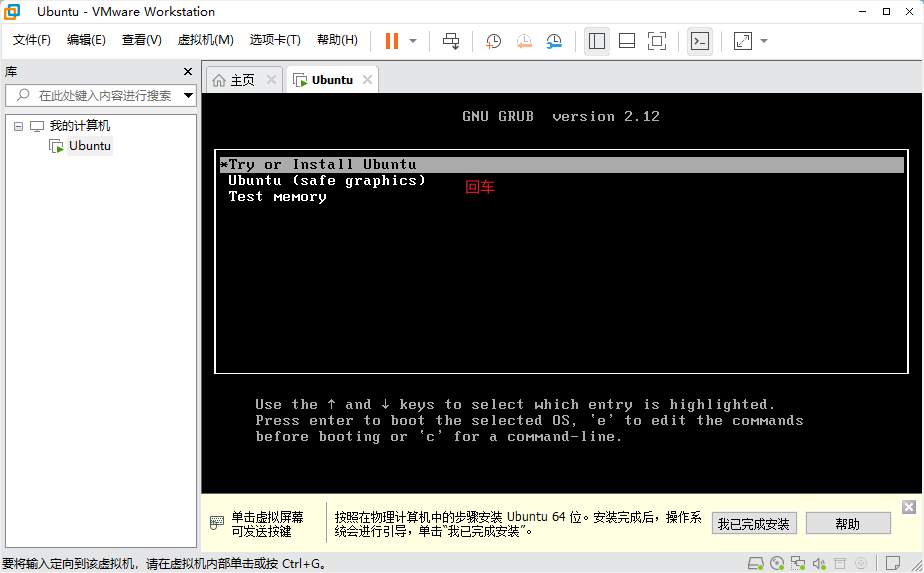 Ubuntu - VMware Workstation
文件(F) 编辑(E) 查看(V) 虚拟机(M) 选项卡(T) 帮助(H)
库
主页
Ubuntu
在此处键入内容进行搜索
我的计算机
Ubuntu
GNU GRUB version 2.12
*Try or Install Ubuntu
Ubuntu (safe graphics)
回车
Test memory
Use the ↑ and ↓ keys to select which entry is highlighted.
Press enter to boot the selected OS, `e' to edit the commands
before booting or `c' for a command-line.
单击虚拟屏幕
可发送按键
按照在物理计算机中的步骤安装 Ubuntu 64 位。安装完成后，操作系
统会进行引导，单击“我已完成安装”。
我已完成安装
帮助
要将输入定向到该虚拟机，请在虚拟机内部单击或按 Ctrl+G。